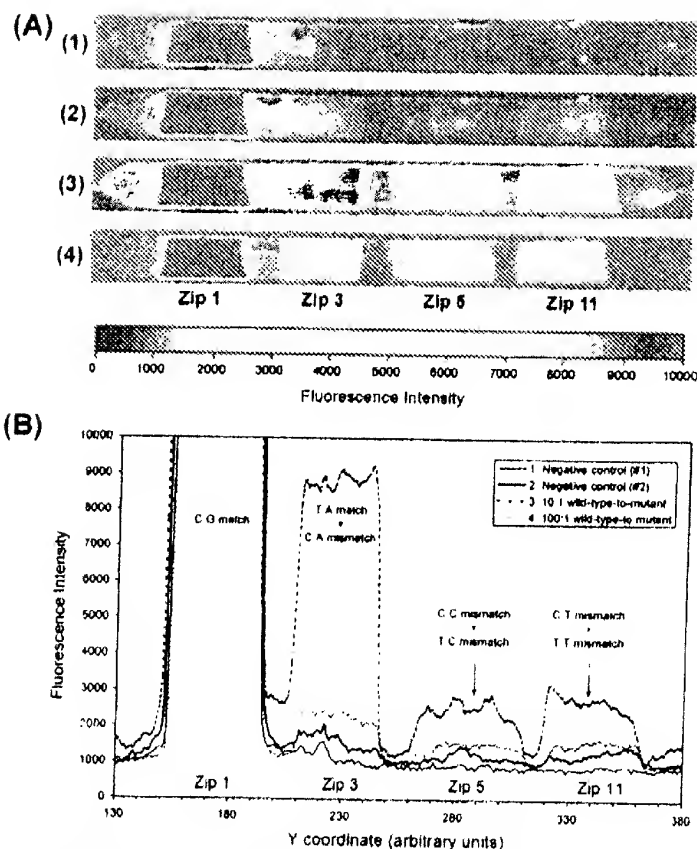 (A)
(1)
(2)
(3)
(4)
Zip 1 Zip 3 Zip 5 Zip 11
0 1000 2000 3000 4000 5000 6000 7000 8000 9000 10000
Fluorescence Intensity
(B)
10000
9000
8000
7000
6000
5000
4000
3000
2000
1000
0
Fluorescence Intensity
1 Negative control (#1)
2 Negative control (#2)
3 10:1 wild-type-to-mutant
4 100:1 wild-type-to mutant
C G match
T A match
C A mismatch
C C mismatch
T C mismatch
C T mismatch
T T mismatch
Zip 1 Zip 3 Zip 5 Zip 11
130 180 230 280 330 380
Y coordinate (arbitrary units)